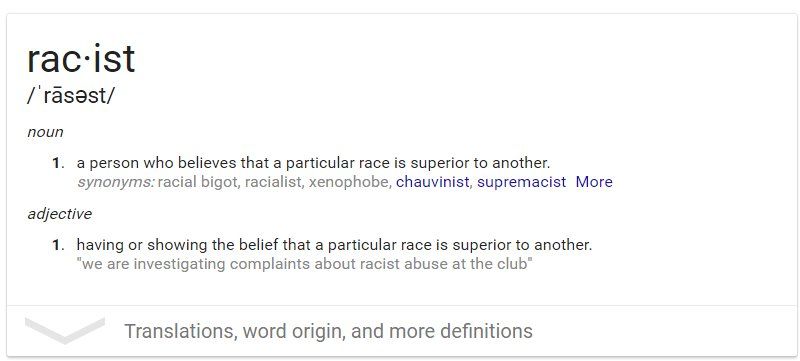 rac·ist
/ˈrāsəst/
noun
1. a person who believes that a particular race is superior to another.
synonyms: racial bigot, racialist, xenophobe, chauvinist, supremacist More
adjective
1. having or showing the belief that a particular race is superior to another.
"we are investigating complaints about racist abuse at the club"
Translations, word origin, and more definitions